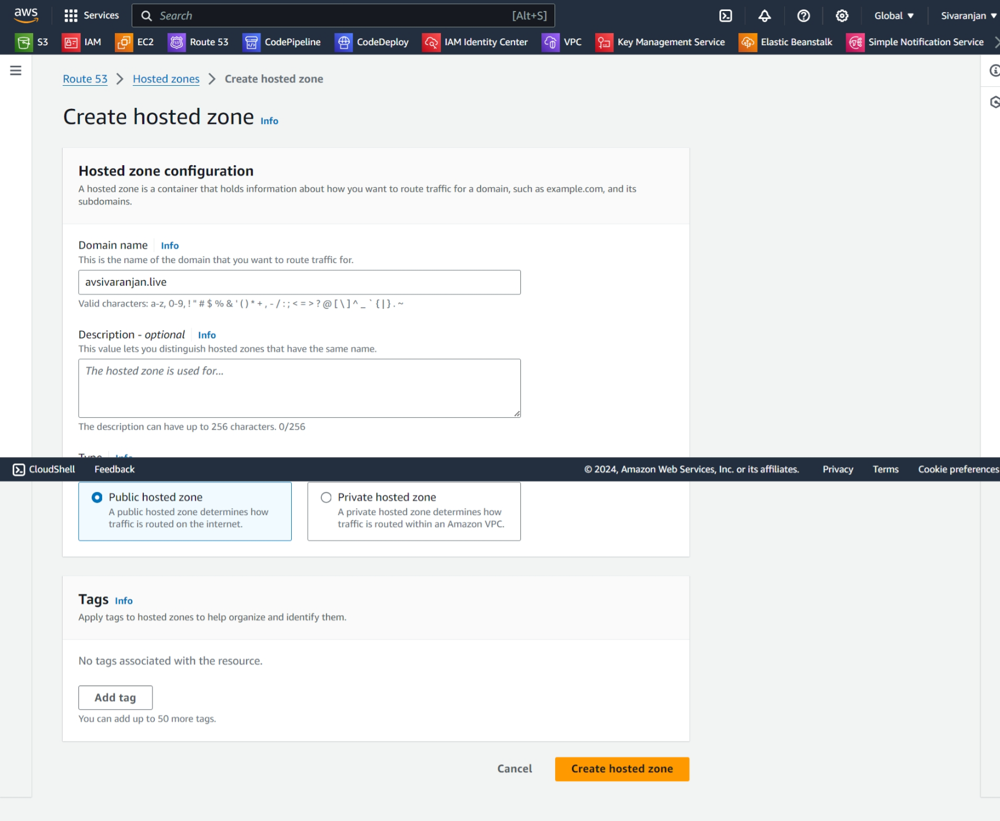 aws
Services
Search
[Alt+S]
Global
Sivaranjan
S3
IAM
EC2
Route 53
CodePipeline
CodeDeploy
IAM Identity Center
VPC
Key Management Service
Elastic Beanstalk
Simple Notification Service
Route 53 > Hosted zones > Create hosted zone
Create hosted zone Info
Hosted zone configuration
A hosted zone is a container that holds information about how you want to route traffic for a domain, such as example.com, and its
subdomains.
Domain name Info
This is the name of the domain that you want to route traffic for.
avsivaranjan.live
Valid characters: a-z, 0-9, ! " # $ % & ' ( ) * + , - / : ; < = > ? @ [ \ ] ^ _ ` { | } . ~
Description - optional Info
This value lets you distinguish hosted zones that have the same name.
The hosted zone is used for...
The description can have up to 256 characters. 0/256
Type Info
CloudShell
Feedback
© 2024, Amazon Web Services, Inc. or its affiliates.
Privacy
Terms
Cookie preferences
Public hosted zone
A public hosted zone determines how
traffic is routed on the internet.
Private hosted zone
A private hosted zone determines how
traffic is routed within an Amazon VPC.
Tags Info
Apply tags to hosted zones to help organize and identify them.
No tags associated with the resource.
Add tag
You can add up to 50 more tags.
Cancel
Create hosted zone